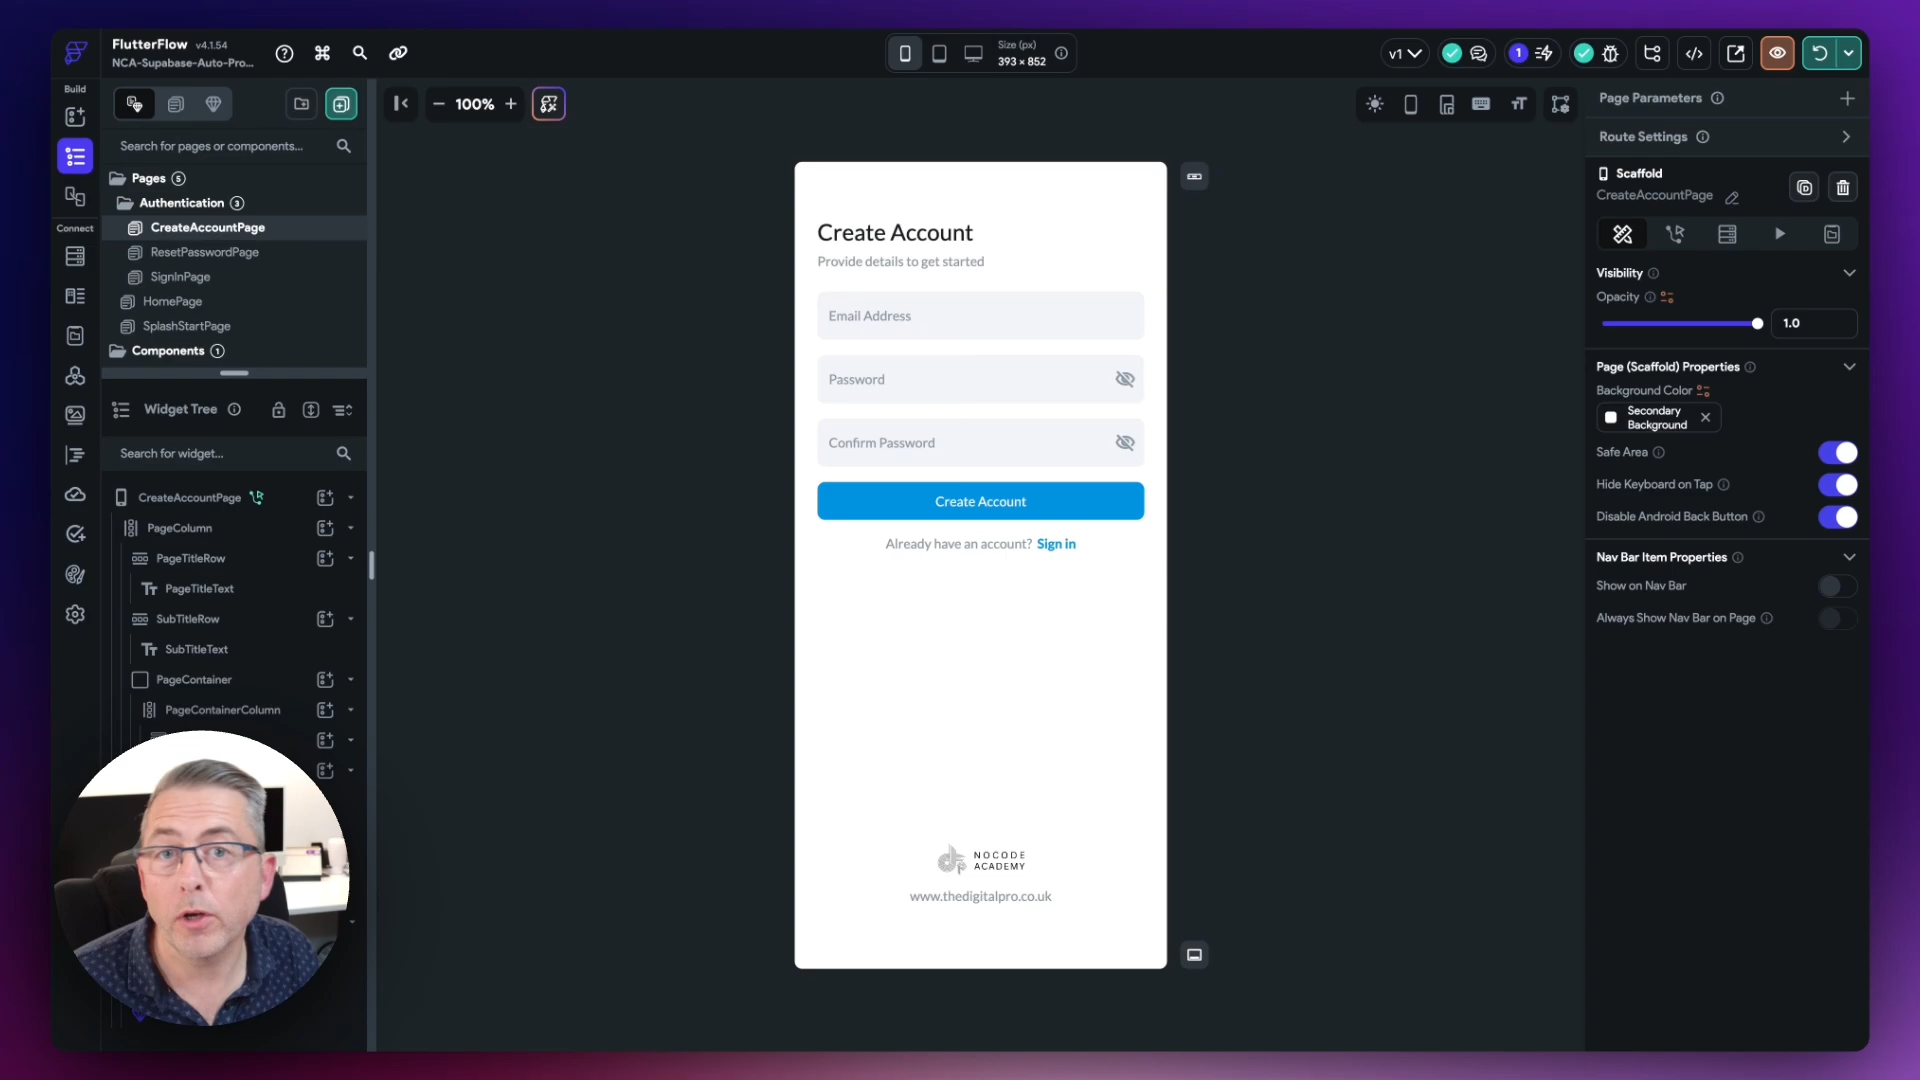 FlutterFlow v4.1.54
NCA-Supabase-Auto-Pro...
Size (px)
393 × 852
v1
1
Build
100%
Page Parameters
Search for pages or components...
Route Settings
Pages 5
Scaffold
CreateAccountPage
Authentication 3
Connect
CreateAccountPage
ResetPasswordPage
SignInPage
HomePage
SplashStartPage
Components 1
Visibility
Opacity
1.0
Page (Scaffold) Properties
Background Color
Secondary
Background
Safe Area
Hide Keyboard on Tap
Disable Android Back Button
Nav Bar Item Properties
Show on Nav Bar
Always Show Nav Bar on Page
Widget Tree
Search for widget...
CreateAccountPage
PageColumn
PageTitleRow
PageTitleText
SubTitleRow
SubTitleText
PageContainer
PageContainerColumn
Create Account
Provide details to get started
Email Address
Password
Confirm Password
Create Account
Already have an account? Sign in
NOCODE
ACADEMY
www.thedigitalpro.co.uk